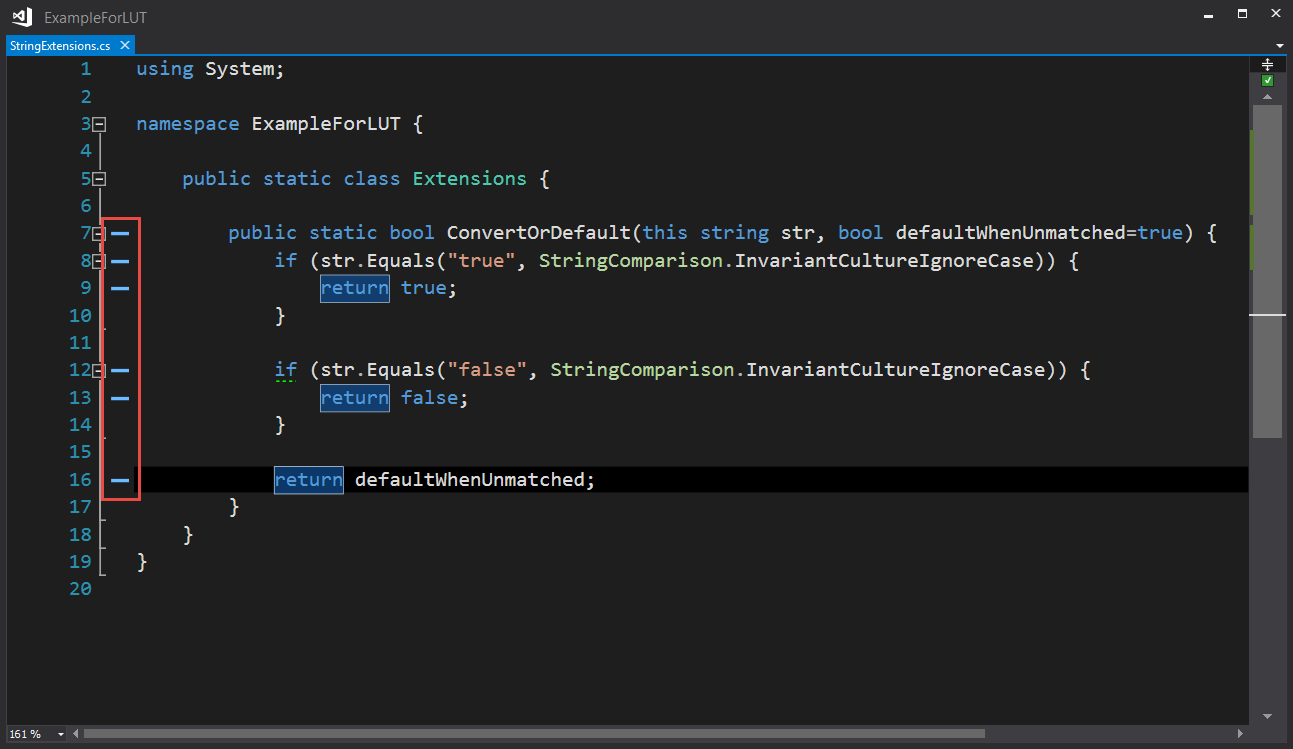 ExampleForLUT
StringExtensions.cs
1 using System;
2
3 namespace ExampleForLUT {
4
5 public static class Extensions {
6
7 public static bool ConvertOrDefault(this string str, bool defaultWhenUnmatched=true) {
8 if (str.Equals("true", StringComparison.InvariantCultureIgnoreCase)) {
9 return true;
10 }
11
12 if (str.Equals("false", StringComparison.InvariantCultureIgnoreCase)) {
13 return false;
14 }
15
16 return defaultWhenUnmatched;
17 }
18 }
19 }
20
161 %